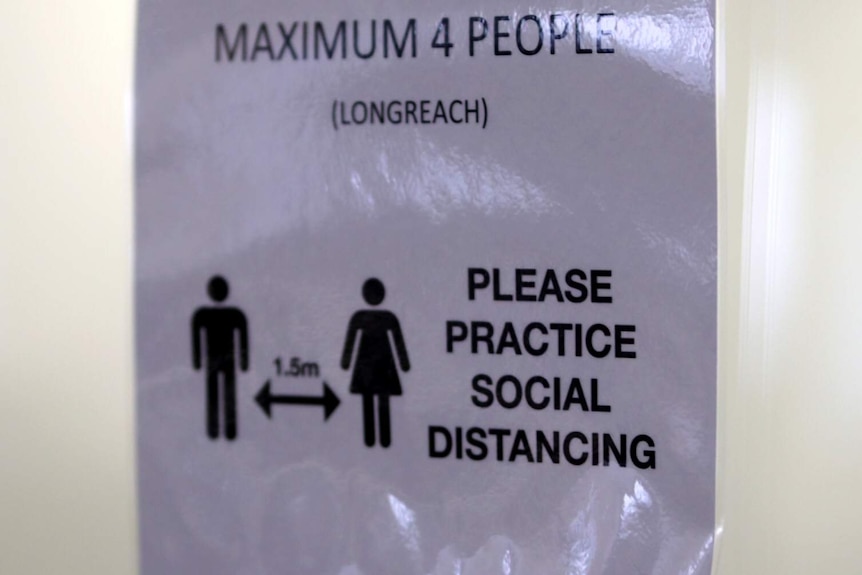 MAXIMUM 4 PEOPLE
(LONGREACH)
1.5m
PLEASE
PRACTICE
SOCIAL
DISTANCING